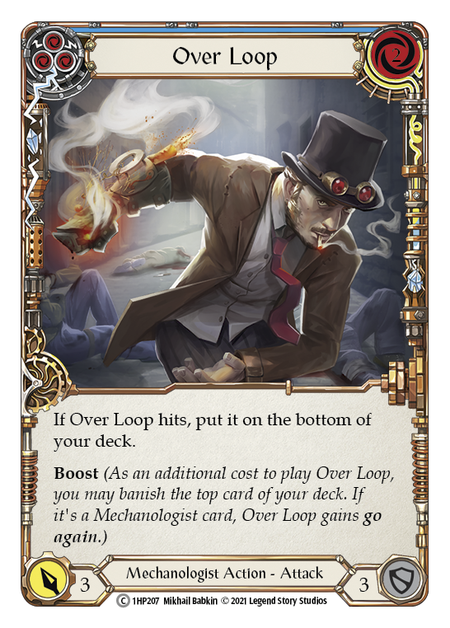 Over Loop
2
If Over Loop hits, put it on the bottom of
your deck.
Boost (As an additional cost to play Over Loop,
you may banish the top card of your deck. If
it's a Mechanologist card, Over Loop gains go
again.)
3
Mechanologist Action - Attack
3
C 1HP207 Mikhail Babkin © 2021 Legend Story Studios